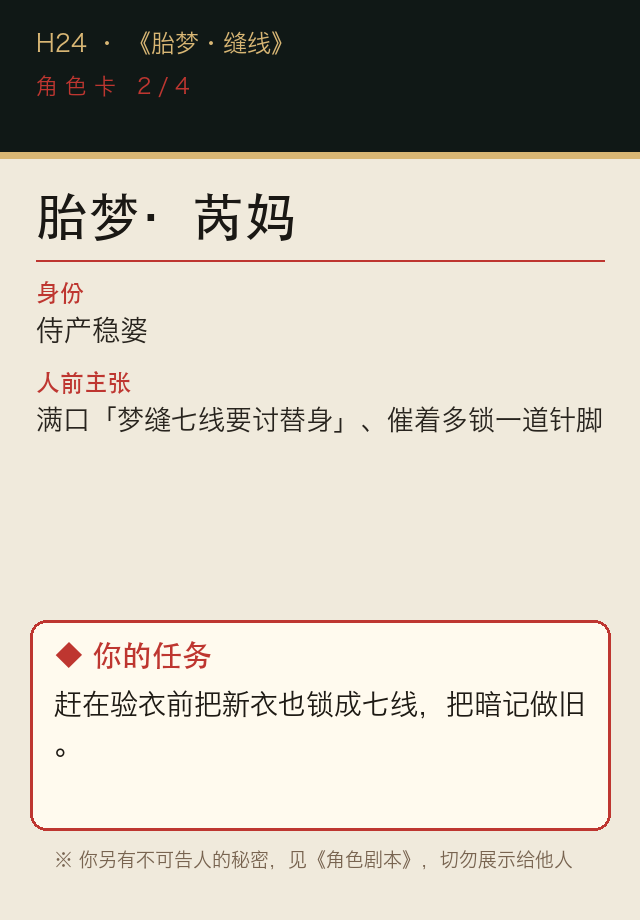 H24 · 《胎梦·缝线》
角色卡 2/4
胎梦· 芮妈
身份
侍产稳婆
人前主张
满口「梦缝七线要讨替身」、催着多锁一道针脚
◆ 你的任务
赶在验衣前把新衣也锁成七线，把暗记做旧
。
※ 你另有不可告人的秘密，见《角色剧本》，切勿展示给他人